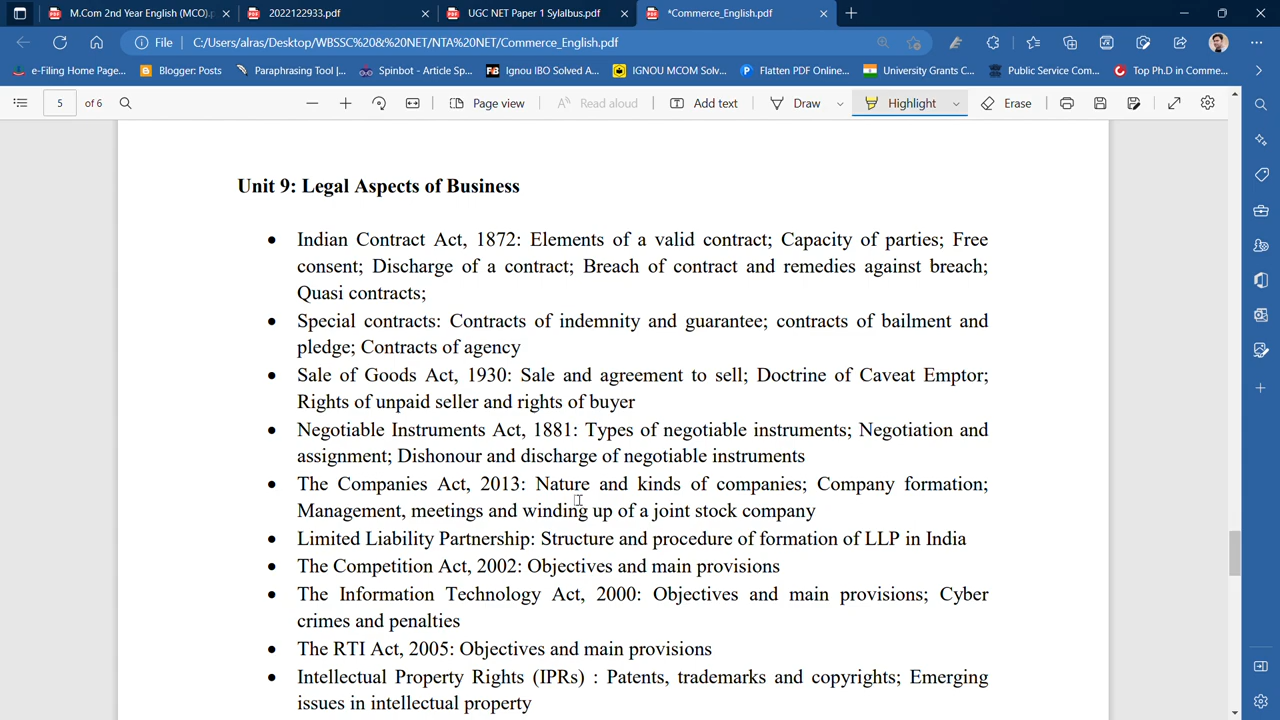 M.Com 2nd Year English (MCO).p
2022122933.pdf
UGC NET Paper 1 Sylalbus.pdf
*Commerce_English.pdf
File C:/Users/alras/Desktop/WBSSC%20&%20NET/NTA%20NET/Commerce_English.pdf
e-Filing Home Page...
Blogger: Posts
Paraphrasing Tool |...
Spinbot - Article Sp...
Ignou IBO Solved A...
IGNOU MCOM Solv...
Flatten PDF Online...
University Grants C...
Public Service Com...
Top Ph.D in Comme...
5 of 6
Page view
Read aloud
Add text
Draw
Highlight
Erase
Unit 9: Legal Aspects of Business
• Indian Contract Act, 1872: Elements of a valid contract; Capacity of parties; Free
consent; Discharge of a contract; Breach of contract and remedies against breach;
Quasi contracts;
• Special contracts: Contracts of indemnity and guarantee; contracts of bailment and
pledge; Contracts of agency
• Sale of Goods Act, 1930: Sale and agreement to sell; Doctrine of Caveat Emptor;
Rights of unpaid seller and rights of buyer
• Negotiable Instruments Act, 1881: Types of negotiable instruments; Negotiation and
assignment; Dishonour and discharge of negotiable instruments
• The Companies Act, 2013: Nature and kinds of companies; Company formation;
Management, meetings and winding up of a joint stock company
• Limited Liability Partnership: Structure and procedure of formation of LLP in India
• The Competition Act, 2002: Objectives and main provisions
• The Information Technology Act, 2000: Objectives and main provisions; Cyber
crimes and penalties
• The RTI Act, 2005: Objectives and main provisions
• Intellectual Property Rights (IPRs) : Patents, trademarks and copyrights; Emerging
issues in intellectual property